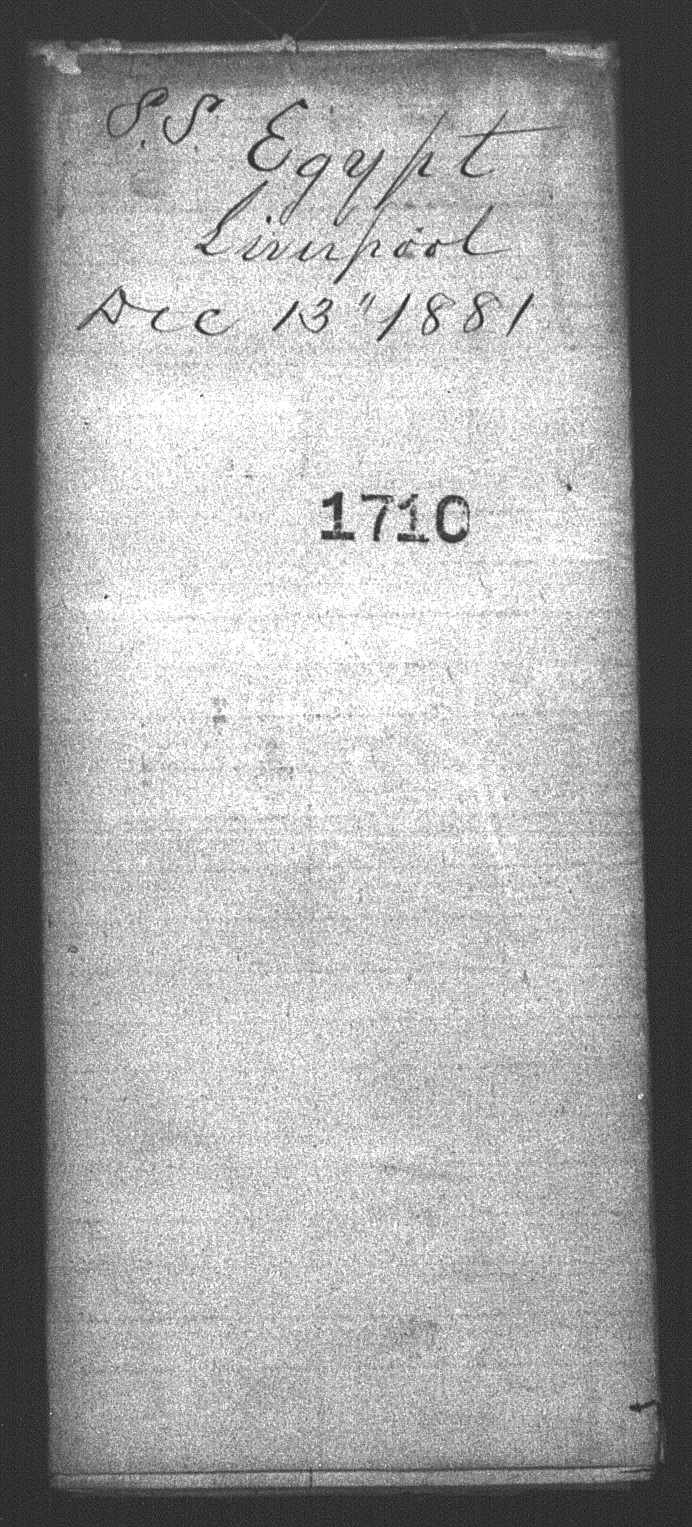 S.S. Egypt
Liverpool
Dec 13" 1881
1710